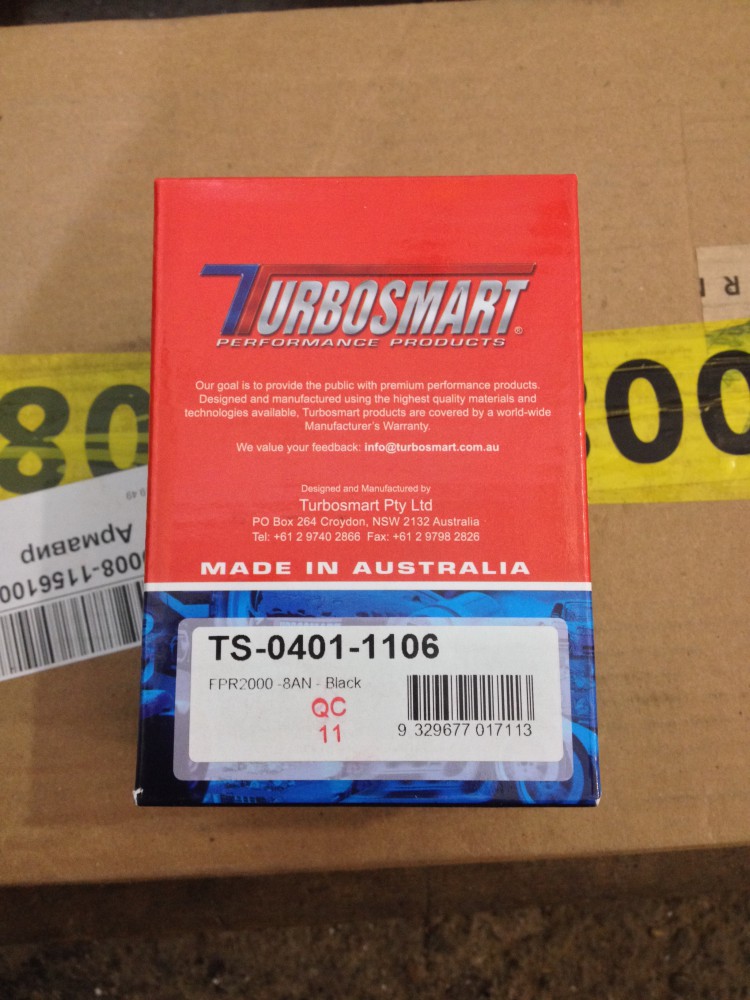 TURBOSMART®
PERFORMANCE PRODUCTS
Our goal is to provide the public with premium performance products.
Designed and manufactured using the highest quality materials and
technologies available, Turbosmart products are covered by a world-wide
Manufacturer's Warranty.
We value your feedback: info@turbosmart.com.au
Designed and Manufactured by
Turbosmart Pty Ltd
PO Box 264 Croydon, NSW 2132 Australia
Tel: +61 2 9740 2866 Fax: +61 2 9798 2826
MADE IN AUSTRALIA
TS-0401-1106
FPR2000 -8AN - Black
QC
11
9 329677 017113
80
00
Армавир
0008-1156100